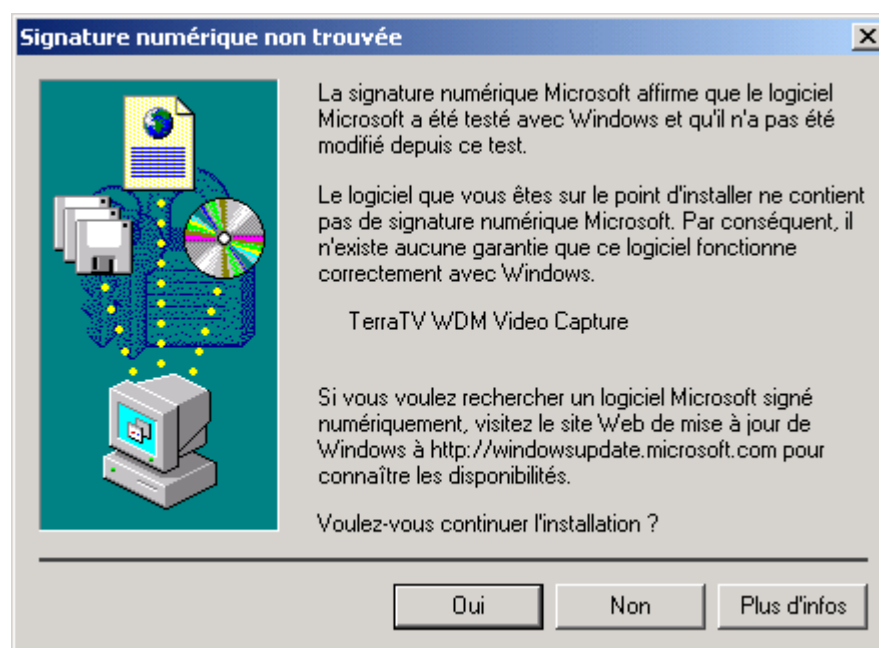 Signature numérique non trouvée
La signature numérique Microsoft affirme que le logiciel
Microsoft a été testé avec Windows et qu'il n'a pas été
modifié depuis ce test.
Le logiciel que vous êtes sur le point d'installer ne contient
pas de signature numérique Microsoft. Par conséquent, il
n'existe aucune garantie que ce logiciel fonctionne
correctement avec Windows.
TerraTV WDM Video Capture
Si vous voulez rechercher un logiciel Microsoft signé
numériquement, visitez le site Web de mise à jour de
Windows à http://windowsupdate.microsoft.com pour
connaître les disponibilités.
Voulez-vous continuer l'installation ?
Oui
Non
Plus d'infos